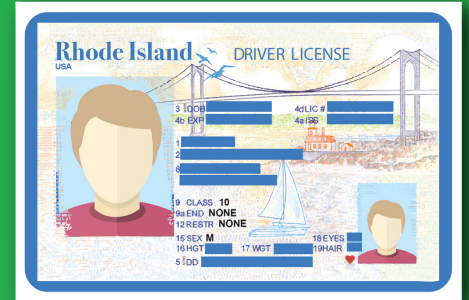 Rhode Island DRIVER LICENSE
USA
3 DOB 4d LIC #
4b EXP 4a ISS
1
2
8
9 CLASS 10
9a END NONE
12 RESTR NONE
15 SEX M 18 EYES
16 HGT 17 WGT 19 HAIR
5 DD